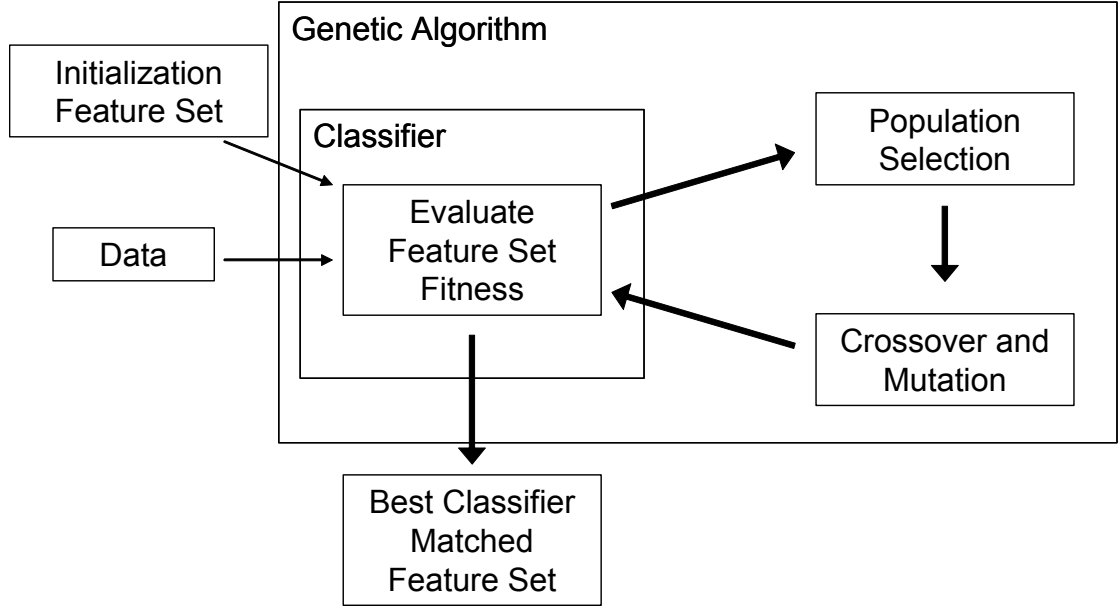 Genetic Algorithm
Initialization
Feature Set
Classifier
Population
Selection
Evaluate
Feature Set
Fitness
Data
Crossover and
Mutation
Best Classifier
Matched
Feature Set